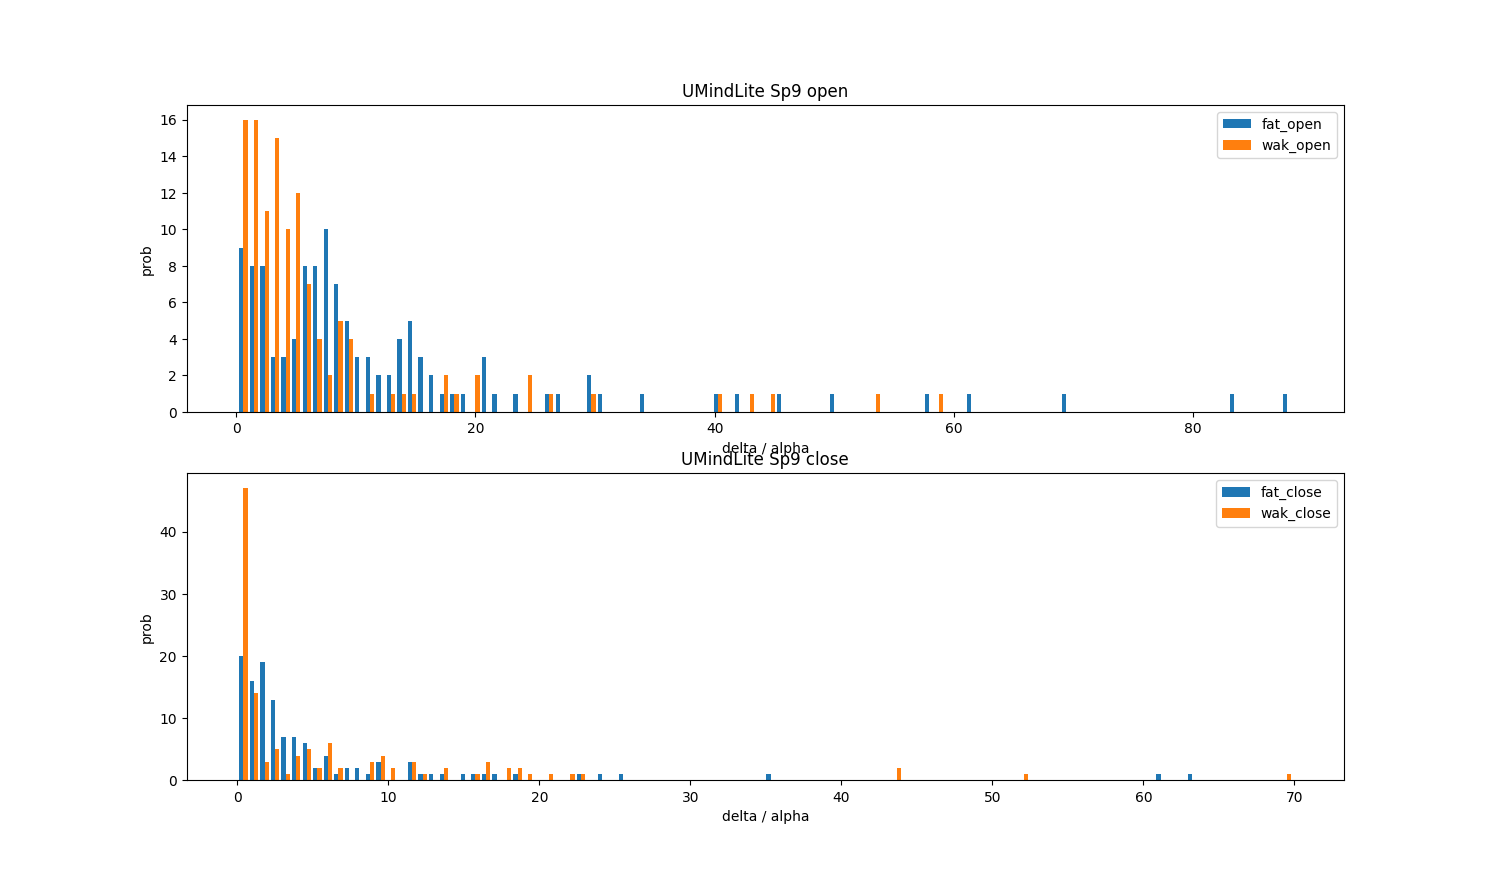 UMindLite Sp9 open
16
14
12
10
8
6
4
2
0
prob
fat_open
wak_open
0 20 40 60 80
delta / alpha
UMindLite Sp9 close
40
30
20
10
0
prob
fat_close
wak_close
0 10 20 30 40 50 60 70
delta / alpha